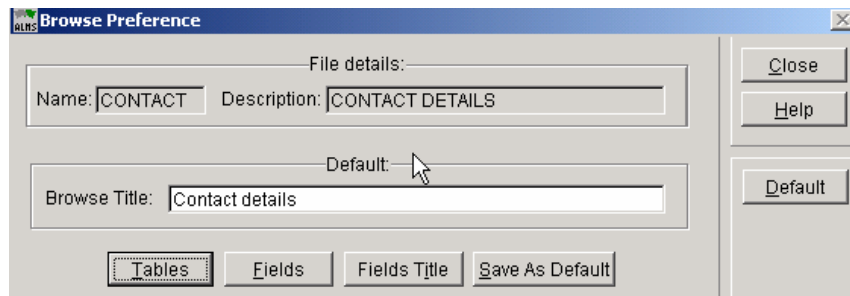 ALMS Browse Preference
File details:
Name: CONTACT Description: CONTACT DETAILS
Default:
Browse Title: Contact details
Tables Fields Fields Title Save As Default
Close
Help
Default